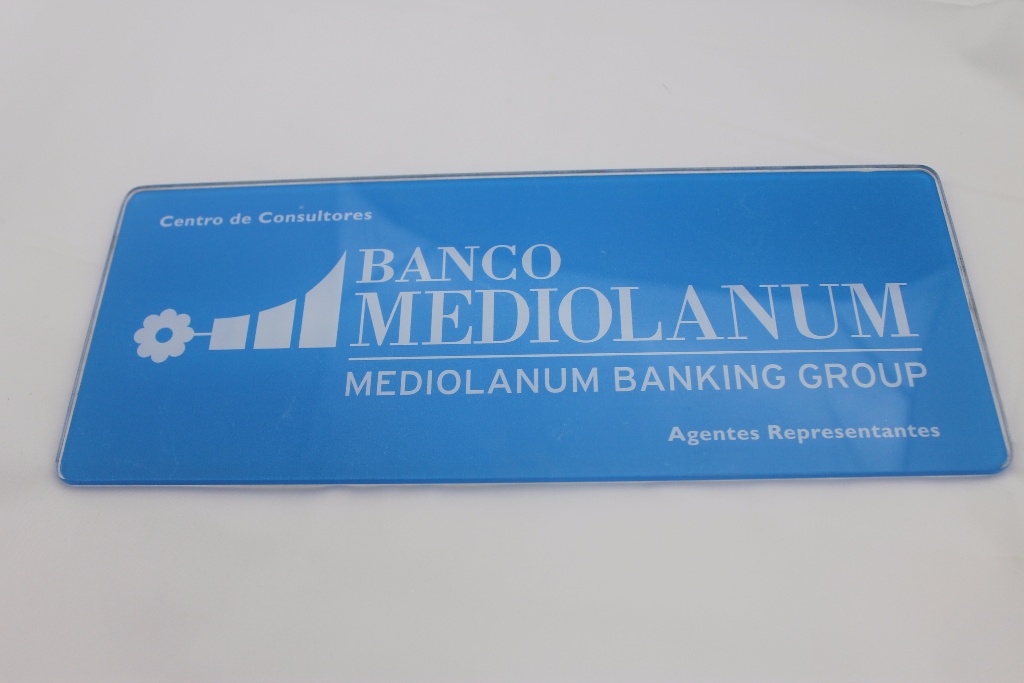 Centro de Consultores
BANCO
MEDIOLANUM
MEDIOLANUM BANKING GROUP
Agentes Representantes